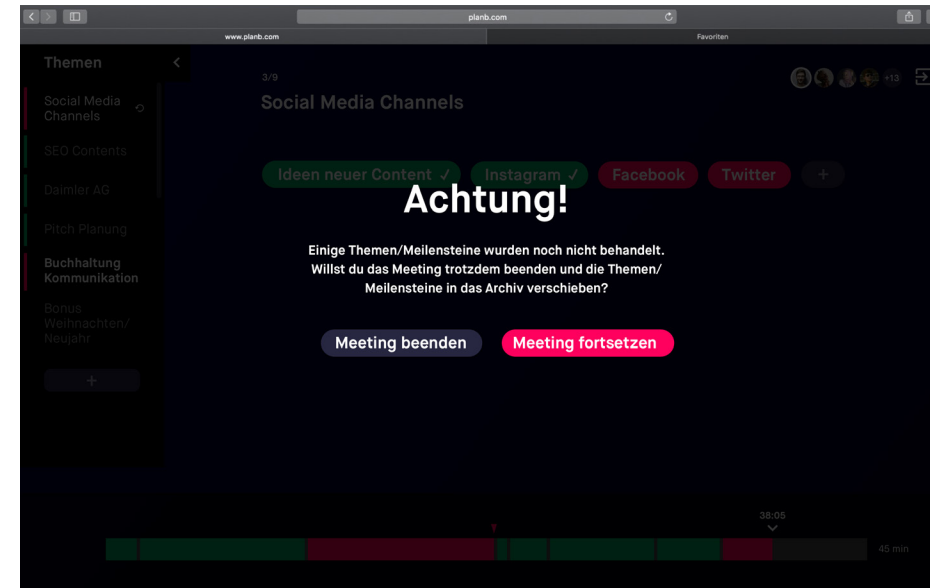 planb.com
www.planb.com
Favoriten
Themen
3/9
+13
Social Media Channels
Social Media
Channels
SEO Contents
Daimler AG
Pitch Planung
Buchhaltung
Kommunikation
Bonus
Weihnachten/
Neujahr
+
Ideen neuer Content ✓
Instagram ✓
Facebook
Twitter
+
Achtung!
Einige Themen/Meilensteine wurden noch nicht behandelt.
Willst du das Meeting trotzdem beenden und die Themen/
Meilensteine in das Archiv verschieben?
Meeting beenden
Meeting fortsetzen
38:05
45 min